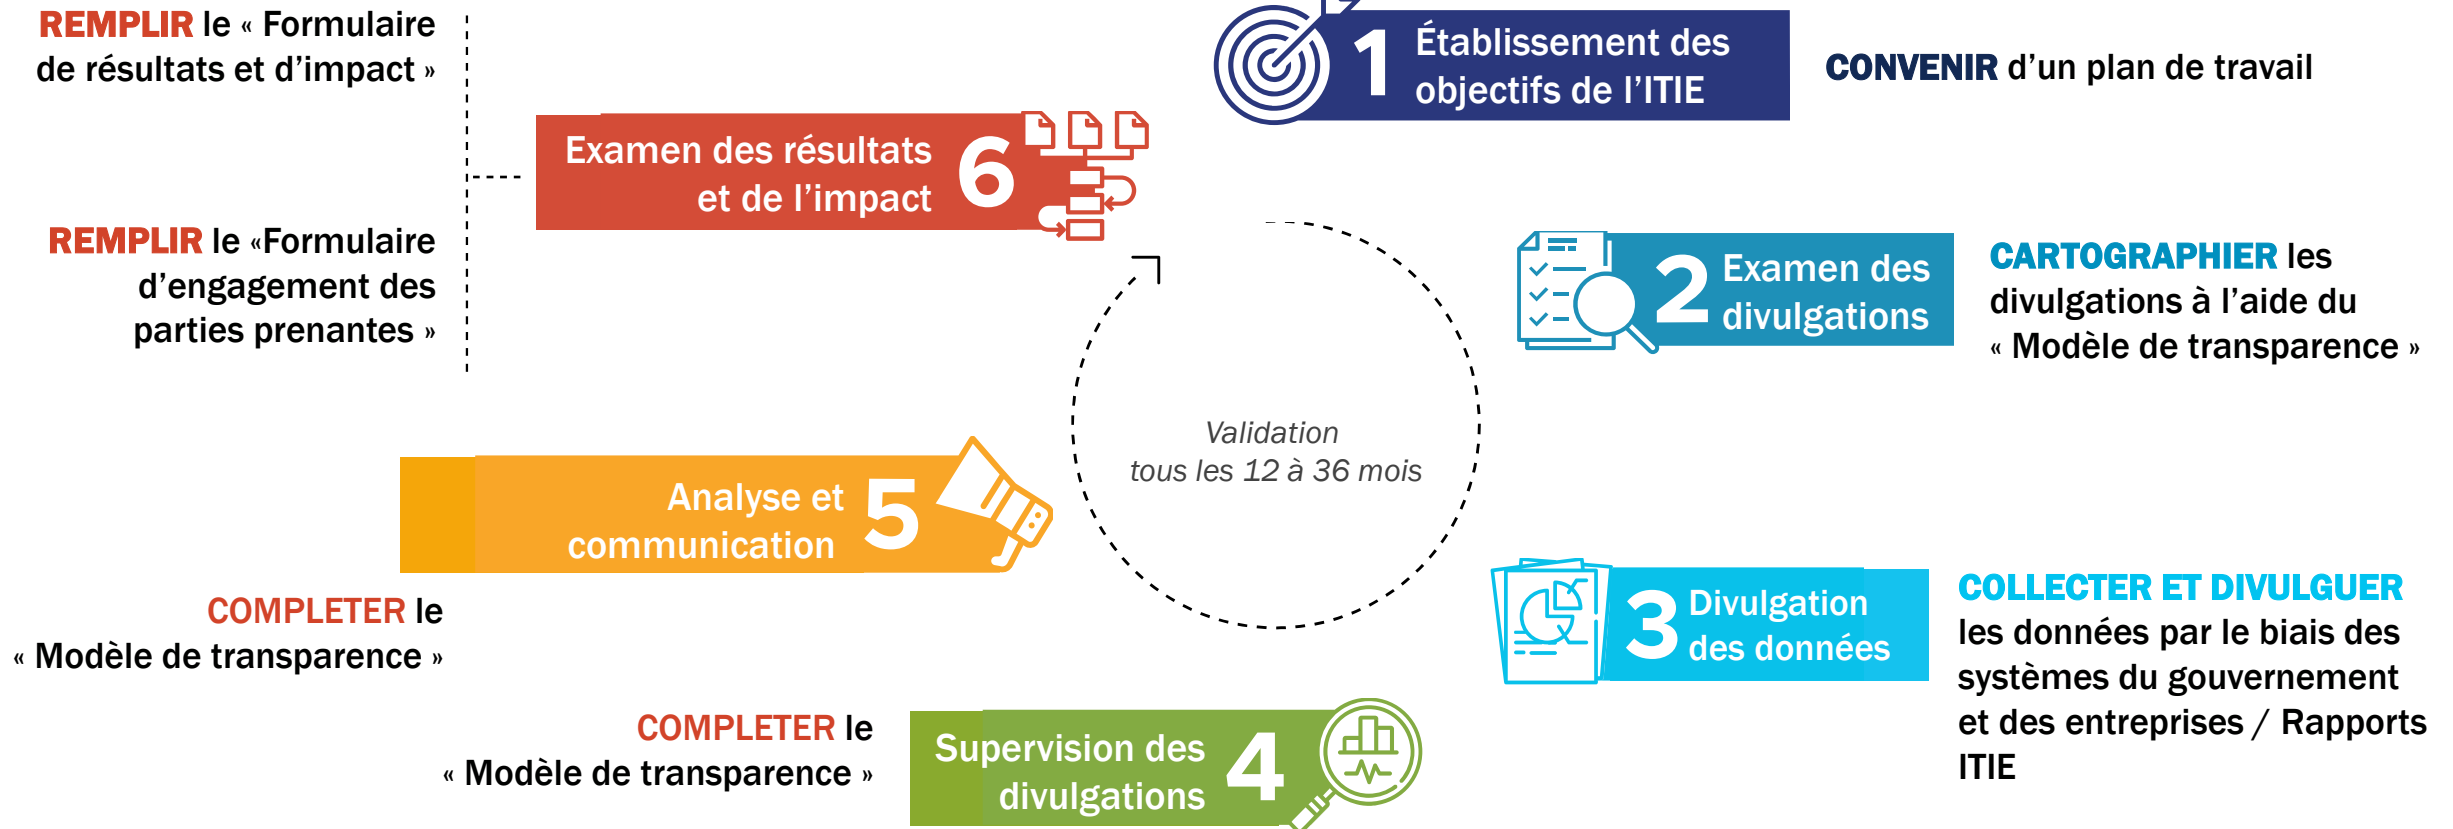 1
Établissement des
objectifs de l’ITIE
CONVENIR d’un plan de travail
2
Examen des
divulgations
CARTOGRAPHIER les
divulgations à l’aide du
« Modèle de transparence »
3
Divulgation
des données
COLLECTER ET DIVULGUER
les données par le biais des
systèmes du gouvernement
et des entreprises / Rapports
ITIE
Supervision des
divulgations
4
COMPLETER le
« Modèle de transparence »
Analyse et
communication
5
COMPLETER le
« Modèle de transparence »
Examen des résultats
et de l’impact
6
REMPLIR le « Formulaire
de résultats et d’impact »
REMPLIR le «Formulaire
d’engagement des
parties prenantes »
Validation
tous les 12 à 36 mois